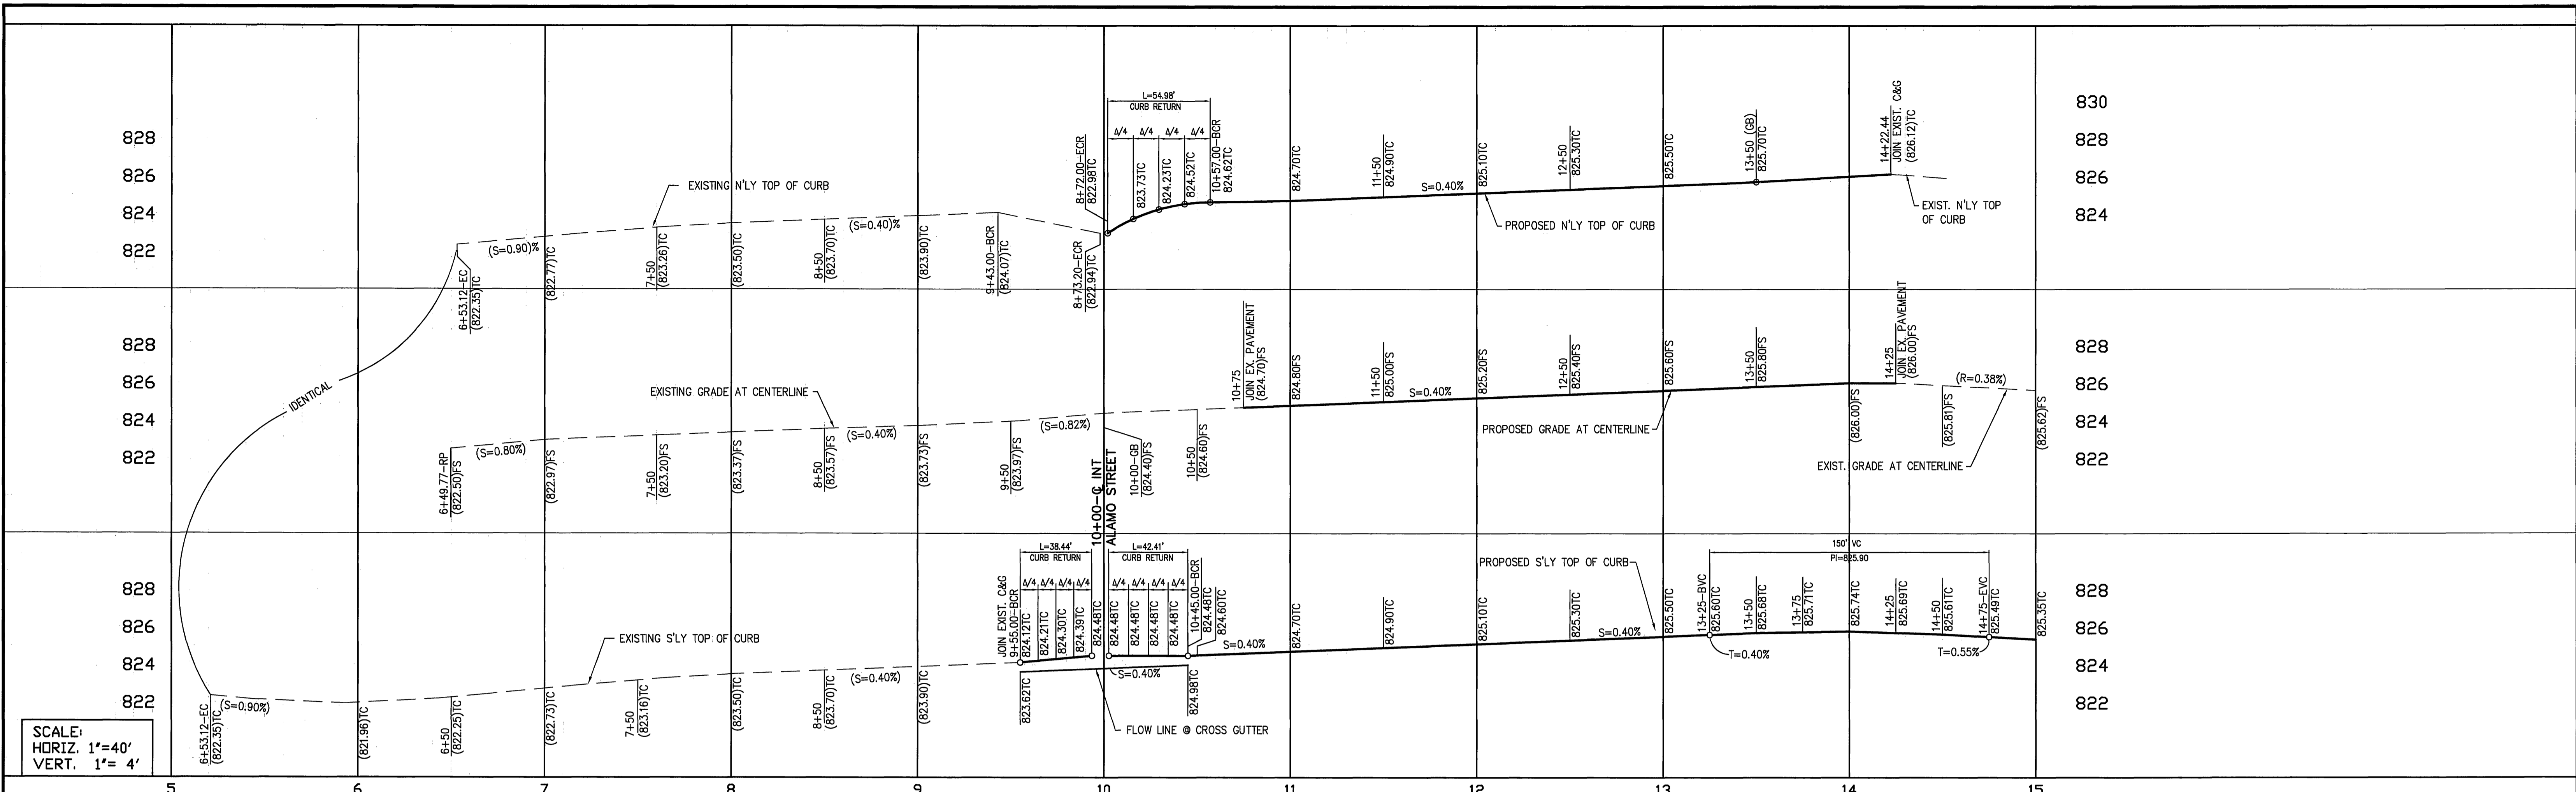 830
828
828
826
826
824
824
822
L=54.98'
CURB RETURN
Δ/4
Δ/4
Δ/4
Δ/4
8+72.00-ECR
822.98TC
823.73TC
824.23TC
824.52TC
10+57.00-BCR
824.62TC
824.70TC
11+50
824.90TC
S=0.40%
825.10TC
12+50
825.30TC
825.50TC
13+50 (GB)
825.70TC
14+22.44
JOIN EXIST. C&G
(826.12)TC
EXISTING N'LY TOP OF CURB
PROPOSED N'LY TOP OF CURB
EXIST. N'LY TOP
OF CURB
(S=0.90)%
(S=0.40)%
6+53.12-EC
(822.35)TC
(822.77)TC
7+50
(823.26)TC
(823.50)TC
8+50
(823.70)TC
(823.90)TC
9+43.00-BCR
(824.07)TC
8+73.20-ECR
(822.94)TC
IDENTICAL
828
828
826
826
824
824
822
822
EXISTING GRADE AT CENTERLINE
(S=0.80%)
(S=0.40%)
(S=0.82%)
6+49.77-RP
(822.50)FS
(822.97)FS
7+50
(823.20)FS
(823.37)FS
8+50
(823.57)FS
(823.73)FS
9+50
(823.97)FS
10+00-GB
(824.40)FS
10+50
(824.60)FS
10+75
JOIN EX. PAVEMENT
(824.70)FS
824.80FS
11+50
825.00FS
S=0.40%
825.20FS
12+50
825.40FS
825.60FS
13+50
825.80FS
14+25
JOIN EX. PAVEMENT
(826.00)FS
(R=0.38%)
(826.00)FS
(825.81)FS
(825.62)FS
PROPOSED GRADE AT CENTERLINE
EXIST. GRADE AT CENTERLINE
10+00-℄ INT
ALAMO STREET
828
828
826
826
824
824
822
822
L=38.44'
CURB RETURN
Δ/4
Δ/4
Δ/4
Δ/4
L=42.41'
CURB RETURN
Δ/4
Δ/4
Δ/4
Δ/4
JOIN EXIST. C&G
9+55.00-BCR
824.12TC
824.21TC
824.30TC
824.39TC
824.48TC
824.48TC
824.48TC
824.48TC
824.48TC
10+45.00-BCR
824.48TC
824.60TC
S=0.40%
824.70TC
824.90TC
825.10TC
825.30TC
S=0.40%
825.50TC
PROPOSED S'LY TOP OF CURB
150' VC
PI=825.90
13+25-BVC
825.60TC
13+50
825.68TC
13+75
825.71TC
825.74TC
14+25
825.69TC
14+50
825.61TC
14+75-EVC
825.49TC
825.35TC
T=0.40%
T=0.55%
EXISTING S'LY TOP OF CURB
(S=0.90%)
(S=0.40%)
6+53.12-EC
(822.35)TC
(821.96)TC
6+50
(822.25)TC
(822.73)TC
7+50
(823.16)TC
(823.50)TC
8+50
(823.70)TC
(823.90)TC
823.62TC
S=0.40%
824.98TC
FLOW LINE @ CROSS GUTTER
SCALE:
HORIZ. 1"=40'
VERT. 1"= 4'
5 6 7 8 9 10 11 12 13 14 15